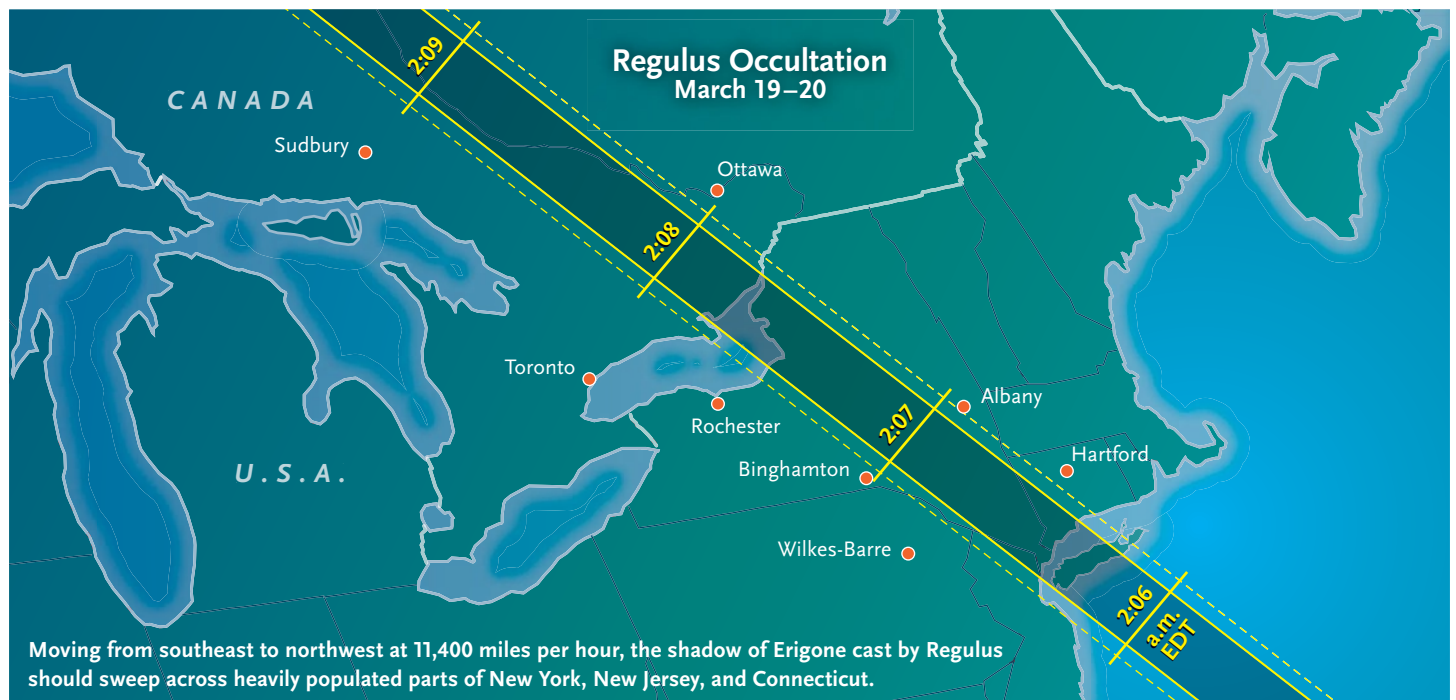 Regulus Occultation
March 19–20
2:09
CANADA
Sudbury
Ottawa
2:08
Toronto
Rochester
2:07
Albany
Binghamton
Hartford
U.S.A.
Wilkes-Barre
2:06
a.m.
EDT
Moving from southeast to northwest at 11,400 miles per hour, the shadow of Erigone cast by Regulus
should sweep across heavily populated parts of New York, New Jersey, and Connecticut.